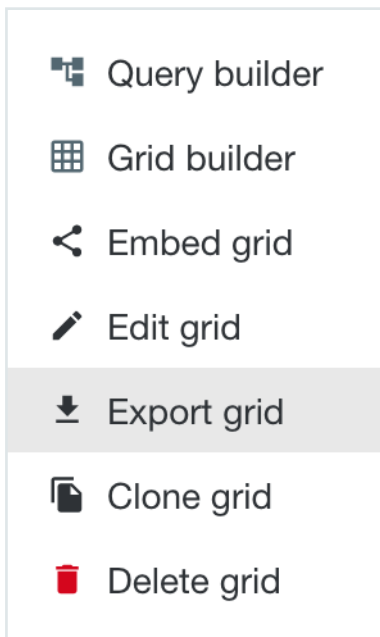 Query builder
Grid builder
Embed grid
Edit grid
Export grid
Clone grid
Delete grid